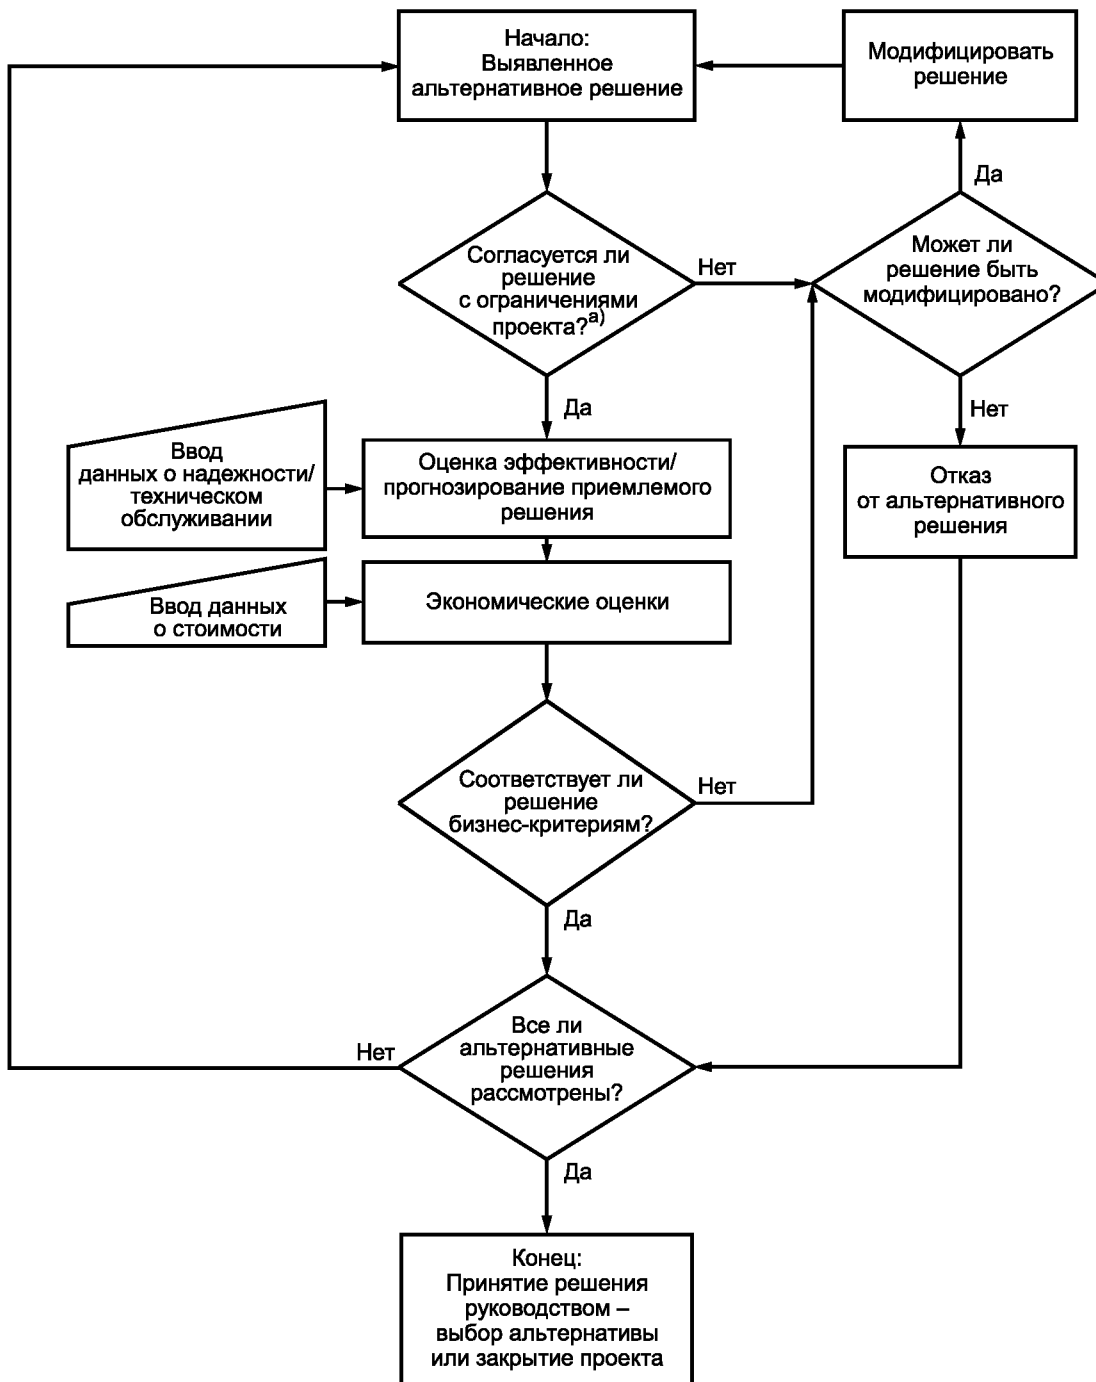 Начало:
Выявленное
альтернативное решение
Модифицировать
решение
Да
Согласуется ли
решение
с ограничениями
проекта?а)
Нет
Может ли
решение быть
модифицировано?
Да
Нет
Ввод
данных о надежности/
техническом
обслуживании
Оценка эффективности/
прогнозирование приемлемого
решения
Отказ
от альтернативного
решения
Ввод данных
о стоимости
Экономические оценки
Соответствует ли
решение
бизнес-критериям?
Нет
Да
Все ли
альтернативные
решения
рассмотрены?
Нет
Да
Конец:
Принятие решения
руководством –
выбор альтернативы
или закрытие проекта